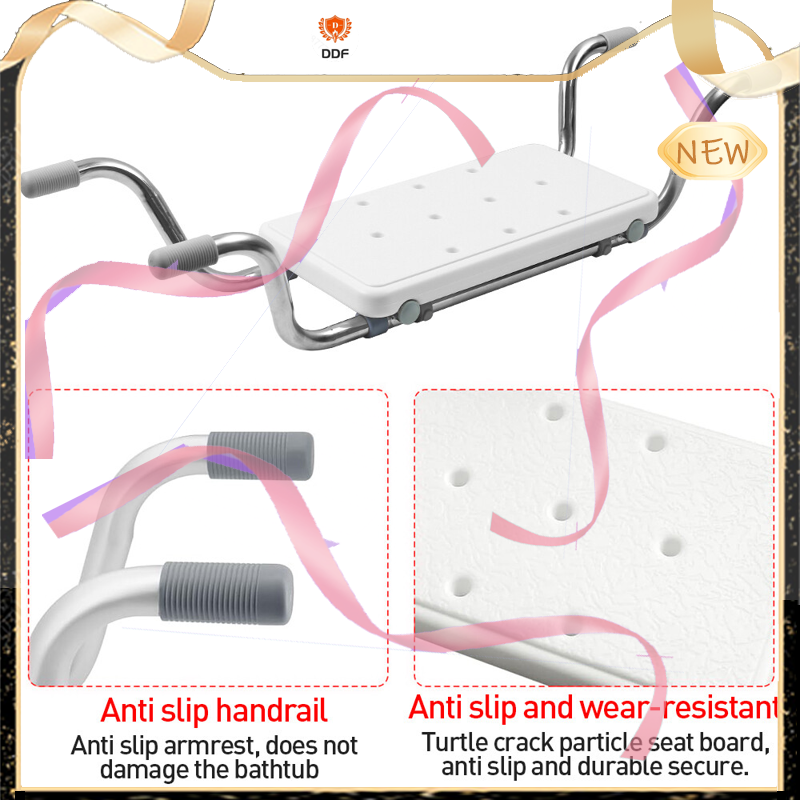 DDF
NEW
Anti slip handrail
Anti slip armrest, does not
damage the bathtub
Anti slip and wear-resistant
Turtle crack particle seat board,
anti slip and durable secure.